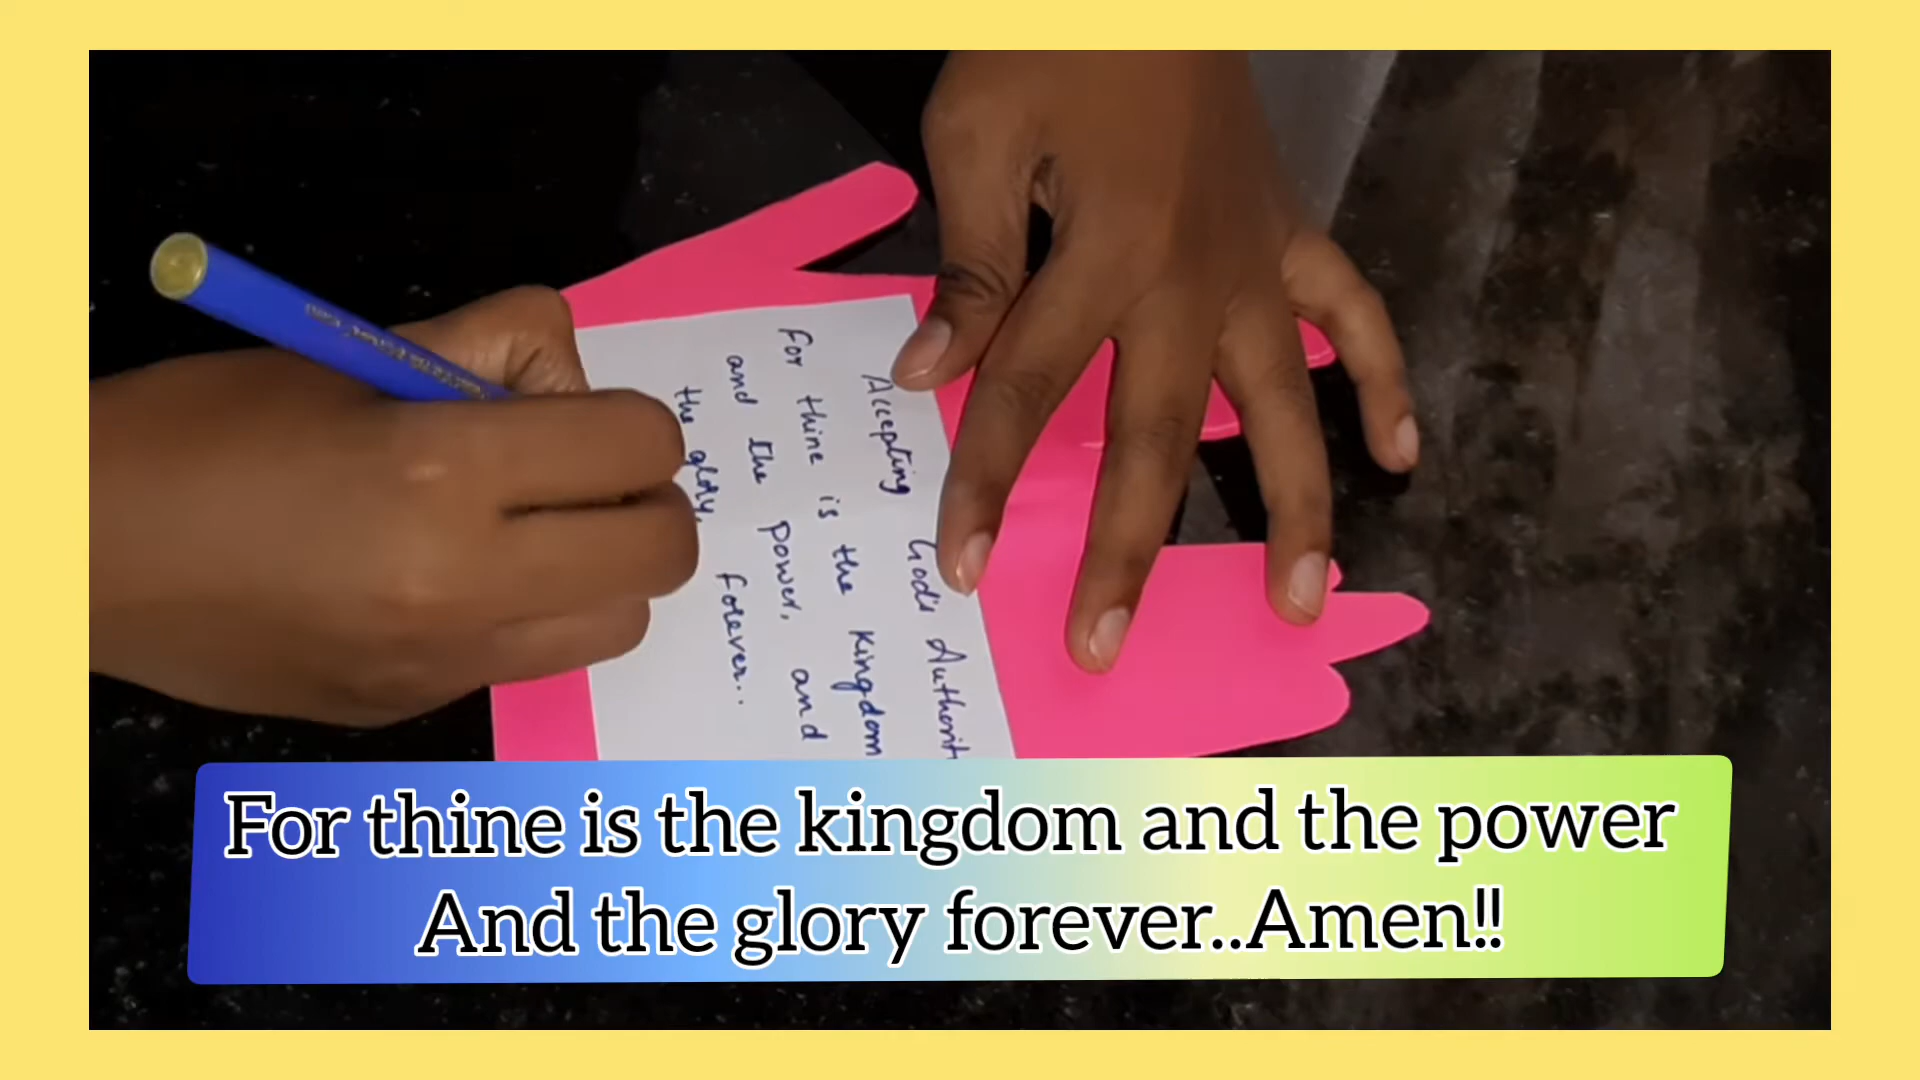 Accepting God's Authorit
For thine is the kingdom
and the power, and
the glory, forever..
For thine is the kingdom and the power
And the glory forever..Amen!!